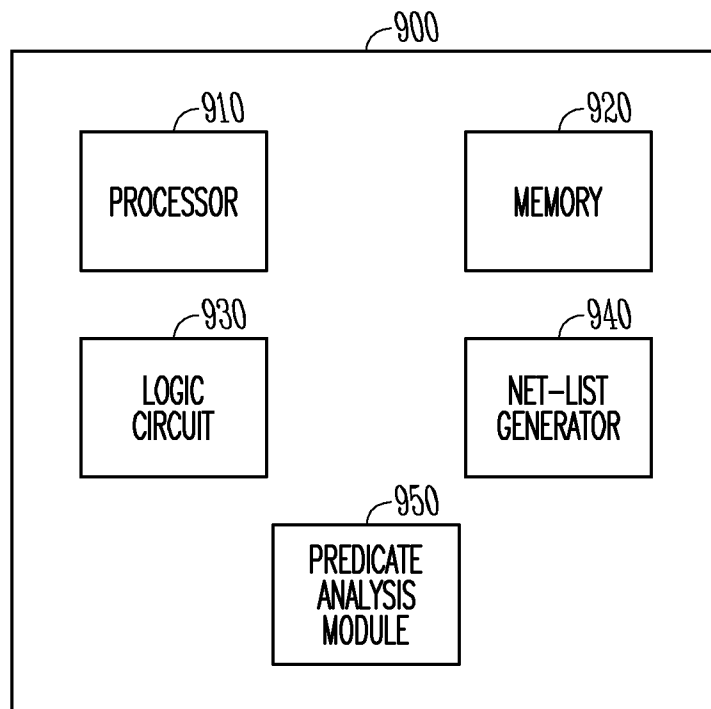 900
910
PROCESSOR
920
MEMORY
930
LOGIC
CIRCUIT
940
NET-LIST
GENERATOR
950
PREDICATE
ANALYSIS
MODULE